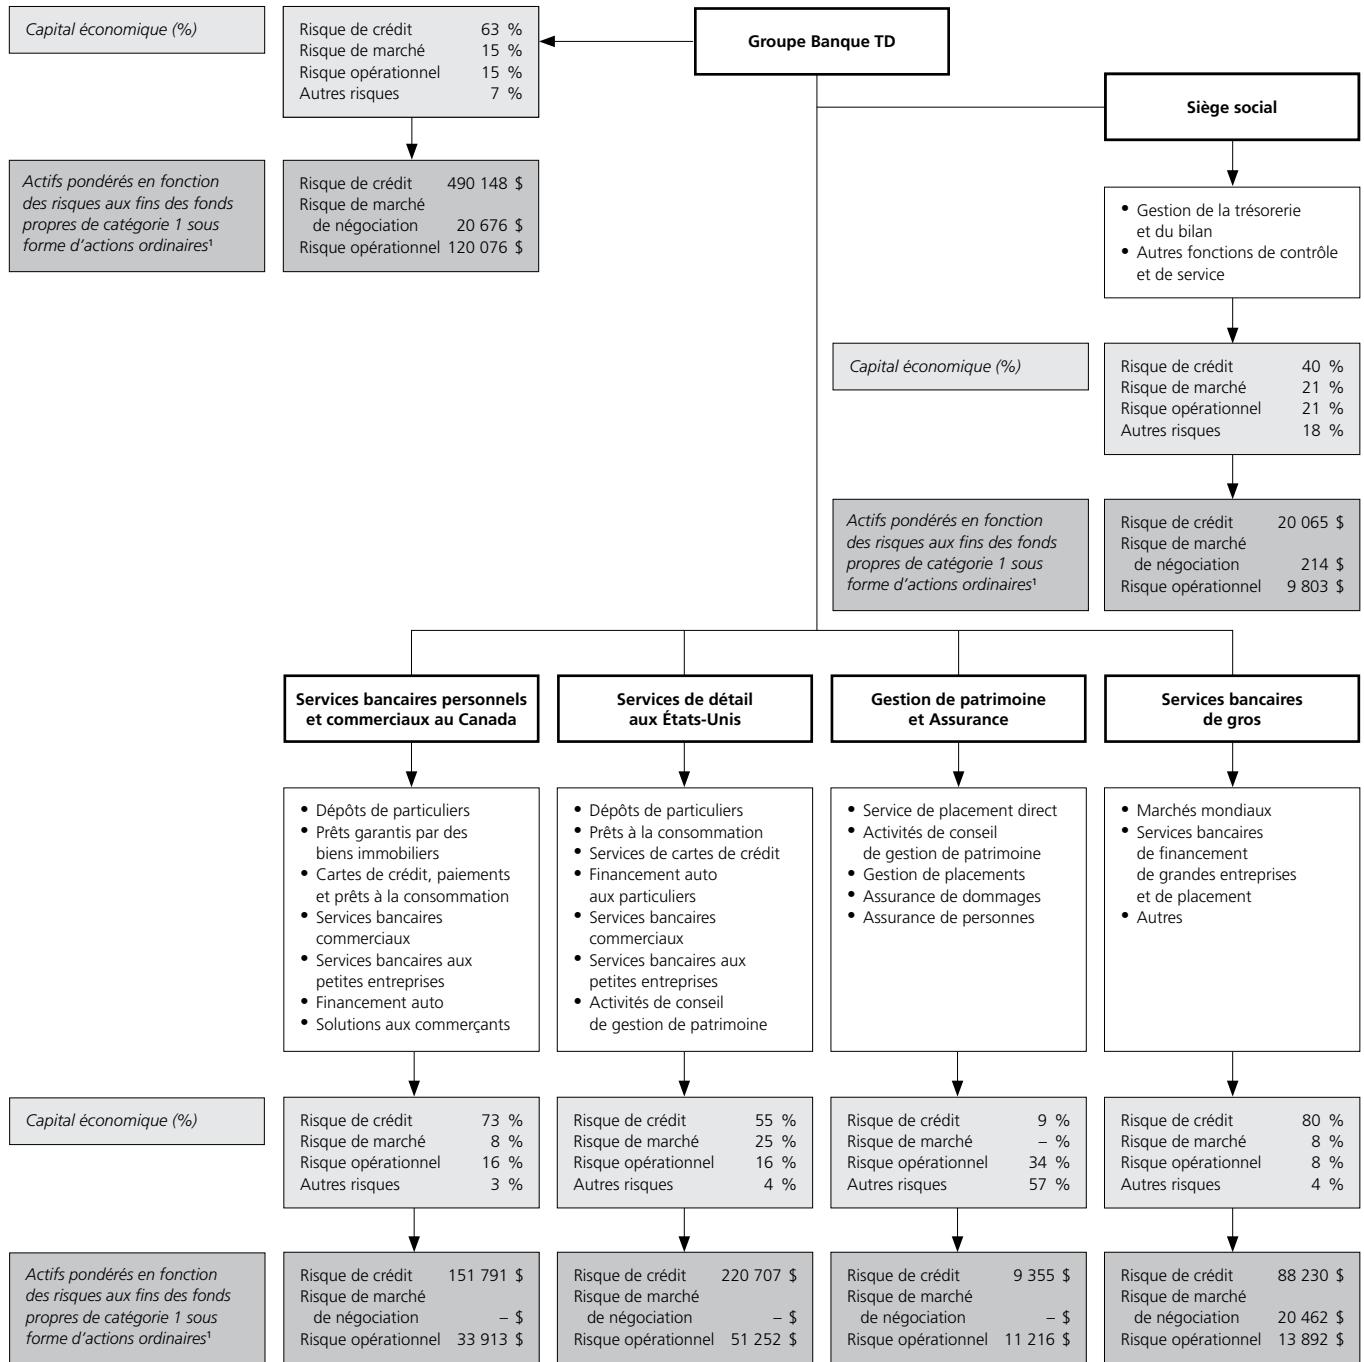 Capital économique (%)
Risque de crédit 63 %
Risque de marché 15 %
Risque opérationnel 15 %
Autres risques 7 %
Groupe Banque TD
Siège social
Actifs pondérés en fonction
des risques aux fins des fonds
propres de catégorie 1 sous
forme d'actions ordinaires¹
Risque de crédit 490 148 $
Risque de marché
de négociation 20 676 $
Risque opérationnel 120 076 $
• Gestion de la trésorerie
et du bilan
• Autres fonctions de contrôle
et de service
Capital économique (%)
Risque de crédit 40 %
Risque de marché 21 %
Risque opérationnel 21 %
Autres risques 18 %
Actifs pondérés en fonction
des risques aux fins des fonds
propres de catégorie 1 sous
forme d'actions ordinaires¹
Risque de crédit 20 065 $
Risque de marché
de négociation 214 $
Risque opérationnel 9 803 $
Services bancaires personnels
et commerciaux au Canada
Services de détail
aux États-Unis
Gestion de patrimoine
et Assurance
Services bancaires
de gros
• Dépôts de particuliers
• Prêts garantis par des
biens immobiliers
• Cartes de crédit, paiements
et prêts à la consommation
• Services bancaires
commerciaux
• Services bancaires aux
petites entreprises
• Financement auto
• Solutions aux commerçants
• Dépôts de particuliers
• Prêts à la consommation
• Services de cartes de crédit
• Financement auto
aux particuliers
• Services bancaires
commerciaux
• Services bancaires aux
petites entreprises
• Activités de conseil
de gestion de patrimoine
• Service de placement direct
• Activités de conseil
de gestion de patrimoine
• Gestion de placements
• Assurance de dommages
• Assurance de personnes
• Marchés mondiaux
• Services bancaires
de financement
de grandes entreprises
et de placement
• Autres
Capital économique (%)
Risque de crédit 73 %
Risque de marché 8 %
Risque opérationnel 16 %
Autres risques 3 %
Risque de crédit 55 %
Risque de marché 25 %
Risque opérationnel 16 %
Autres risques 4 %
Risque de crédit 9 %
Risque de marché – %
Risque opérationnel 34 %
Autres risques 57 %
Risque de crédit 80 %
Risque de marché 8 %
Risque opérationnel 8 %
Autres risques 4 %
Actifs pondérés en fonction
des risques aux fins des fonds
propres de catégorie 1 sous
forme d'actions ordinaires¹
Risque de crédit 151 791 $
Risque de marché
de négociation – $
Risque opérationnel 33 913 $
Risque de crédit 220 707 $
Risque de marché
de négociation – $
Risque opérationnel 51 252 $
Risque de crédit 9 355 $
Risque de marché
de négociation – $
Risque opérationnel 11 216 $
Risque de crédit 88 230 $
Risque de marché
de négociation 20 462 $
Risque opérationnel 13 892 $